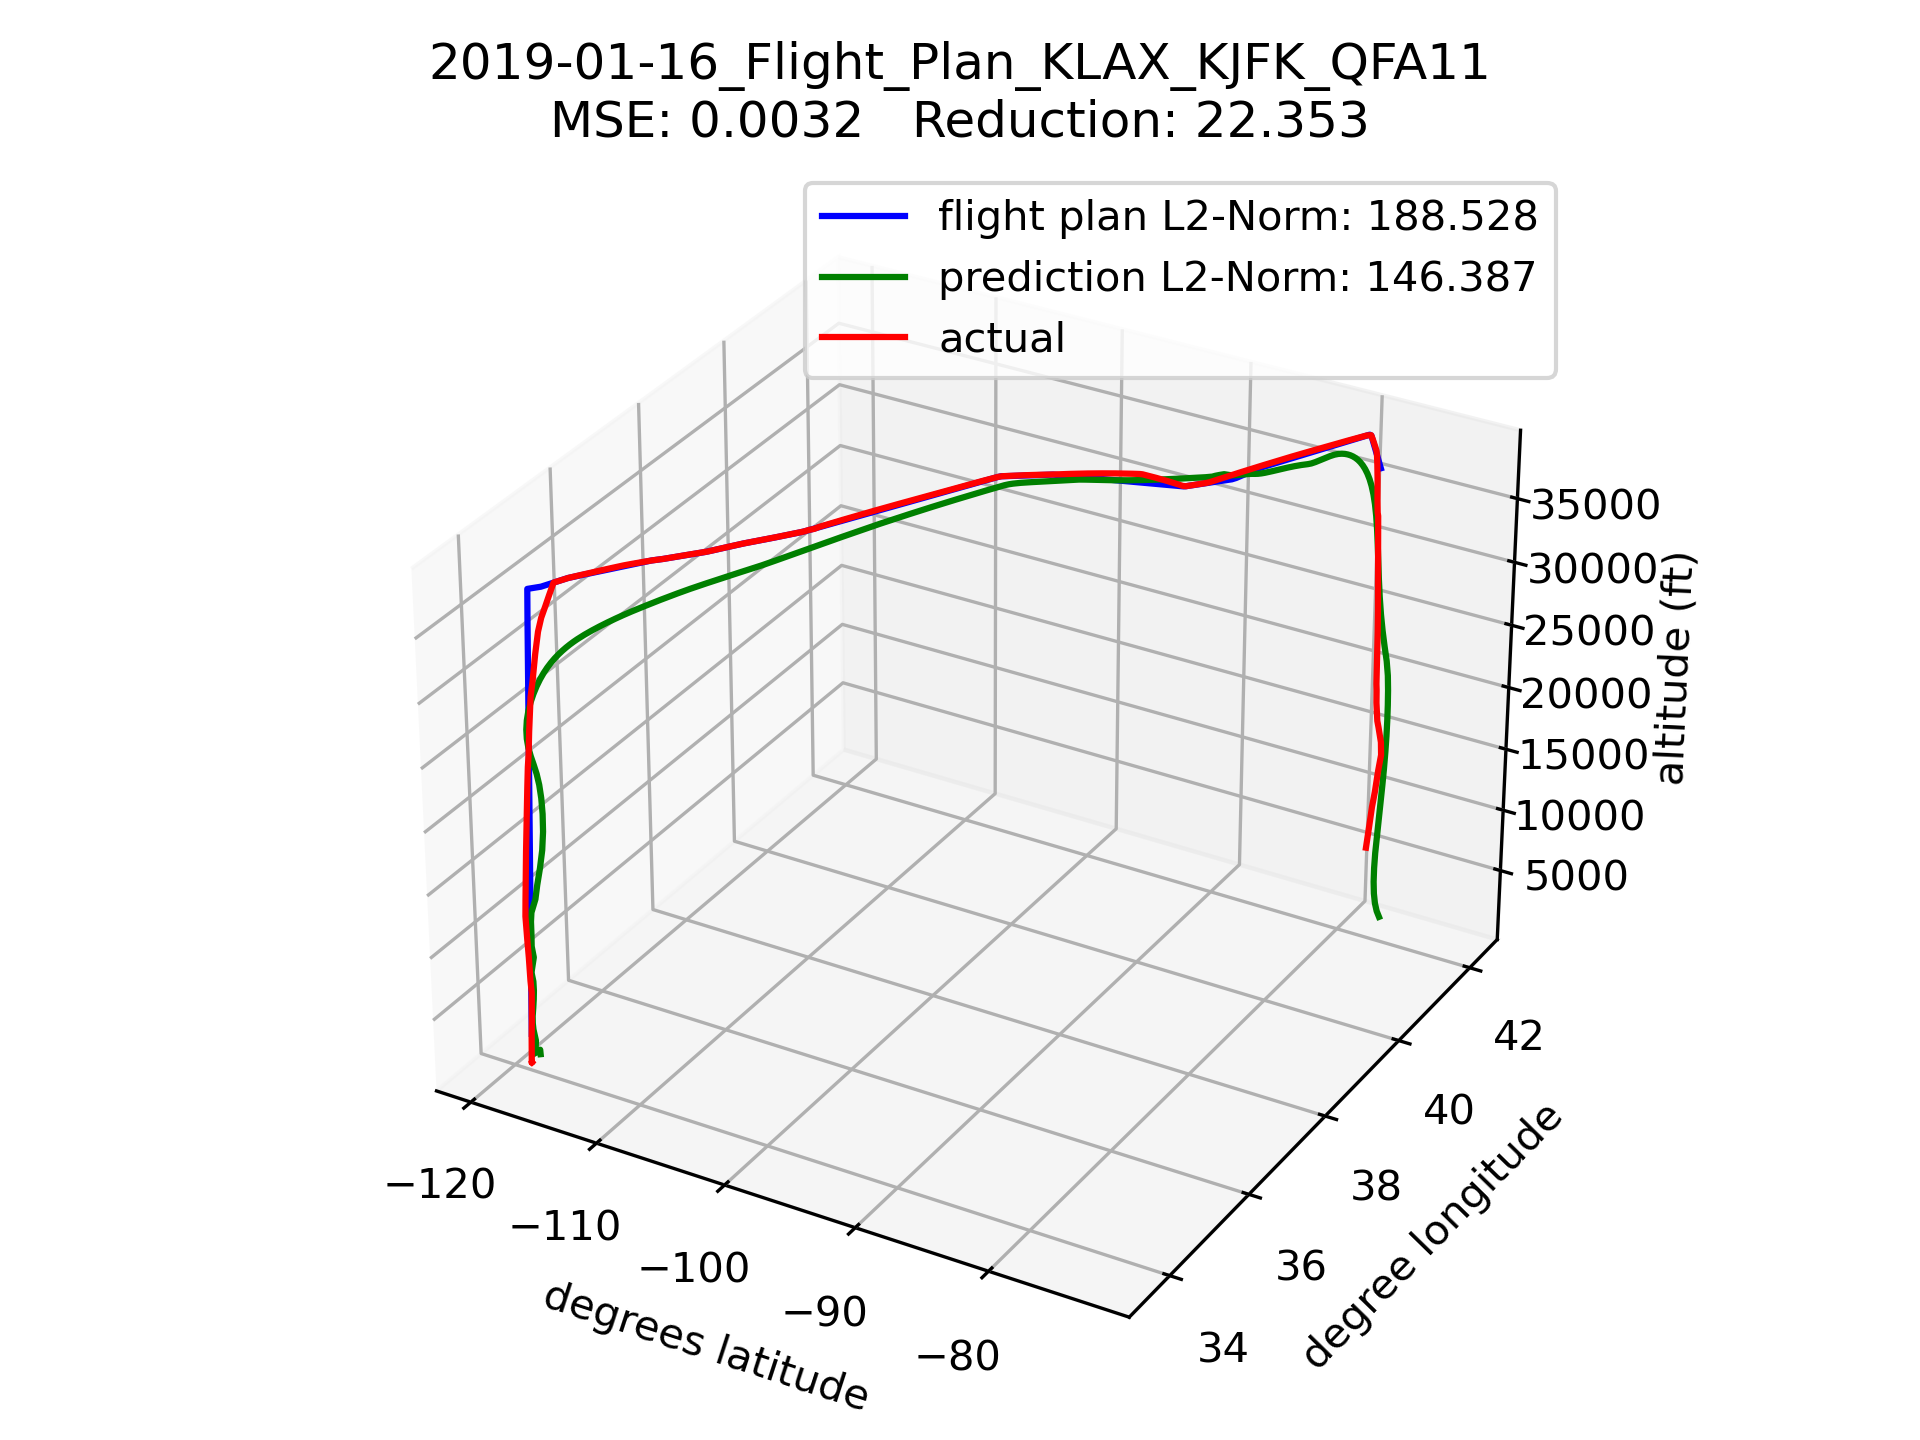 2019-01-16_Flight_Plan_KLAX_KJFK_QFA11
MSE: 0.0032   Reduction: 22.353
flight plan L2-Norm: 188.528
prediction L2-Norm: 146.387
actual
35000
30000
25000
20000
15000
10000
5000
altitude (ft)
42
40
38
36
34
degree longitude
−120
−110
−100
−90
−80
degrees latitude